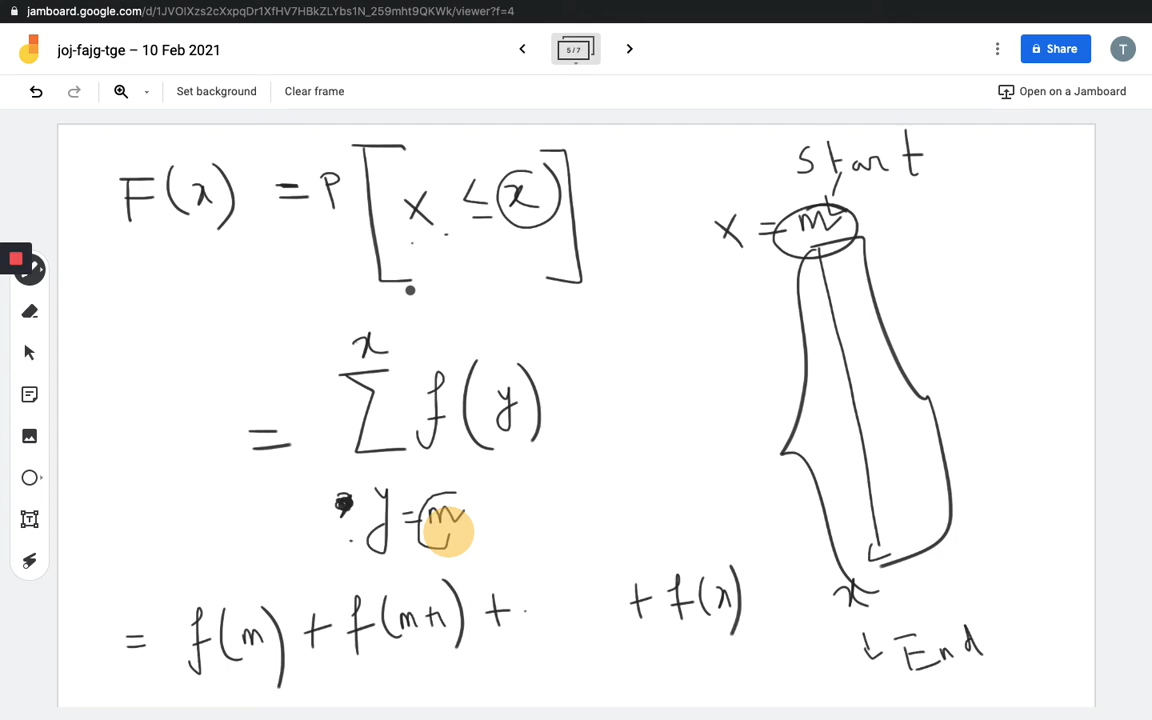 jamboard.google.com/d/1JVOlXzs2cXxpqDr1XfHV7HBkZLYbs1N_259mht9QKWk/viewer?f=4
joj-fajg-tge – 10 Feb 2021
5 / 7
Share
T
Set background
Clear frame
Open on a Jamboard
F(x) = P[X ≤ x]
= x Σ f(y)
y = m
= f(m) + f(m+1) + . + f(x)
Start
X = m
x
↓ End